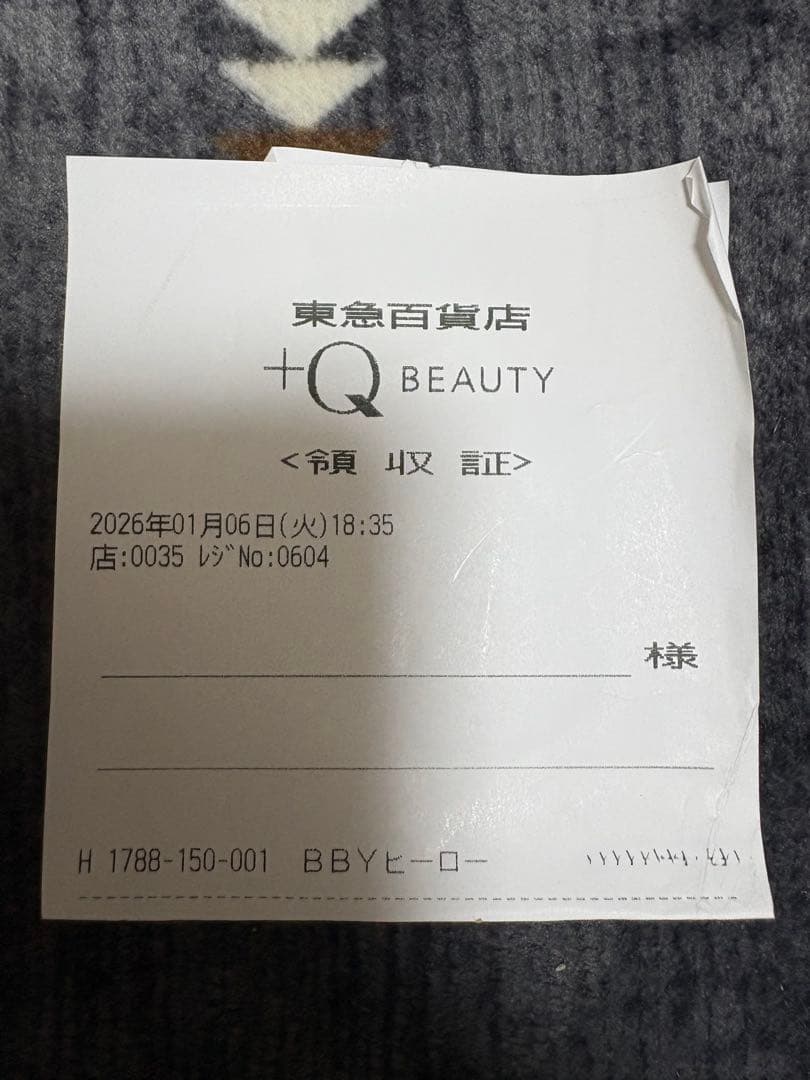 東急百貨店
+Q BEAUTY
<領 収 証>
2026年01月06日(火)18:35
店:0035 ﾚｼﾞNo:0604
様
H 1788-150-001 BBYヒーロー